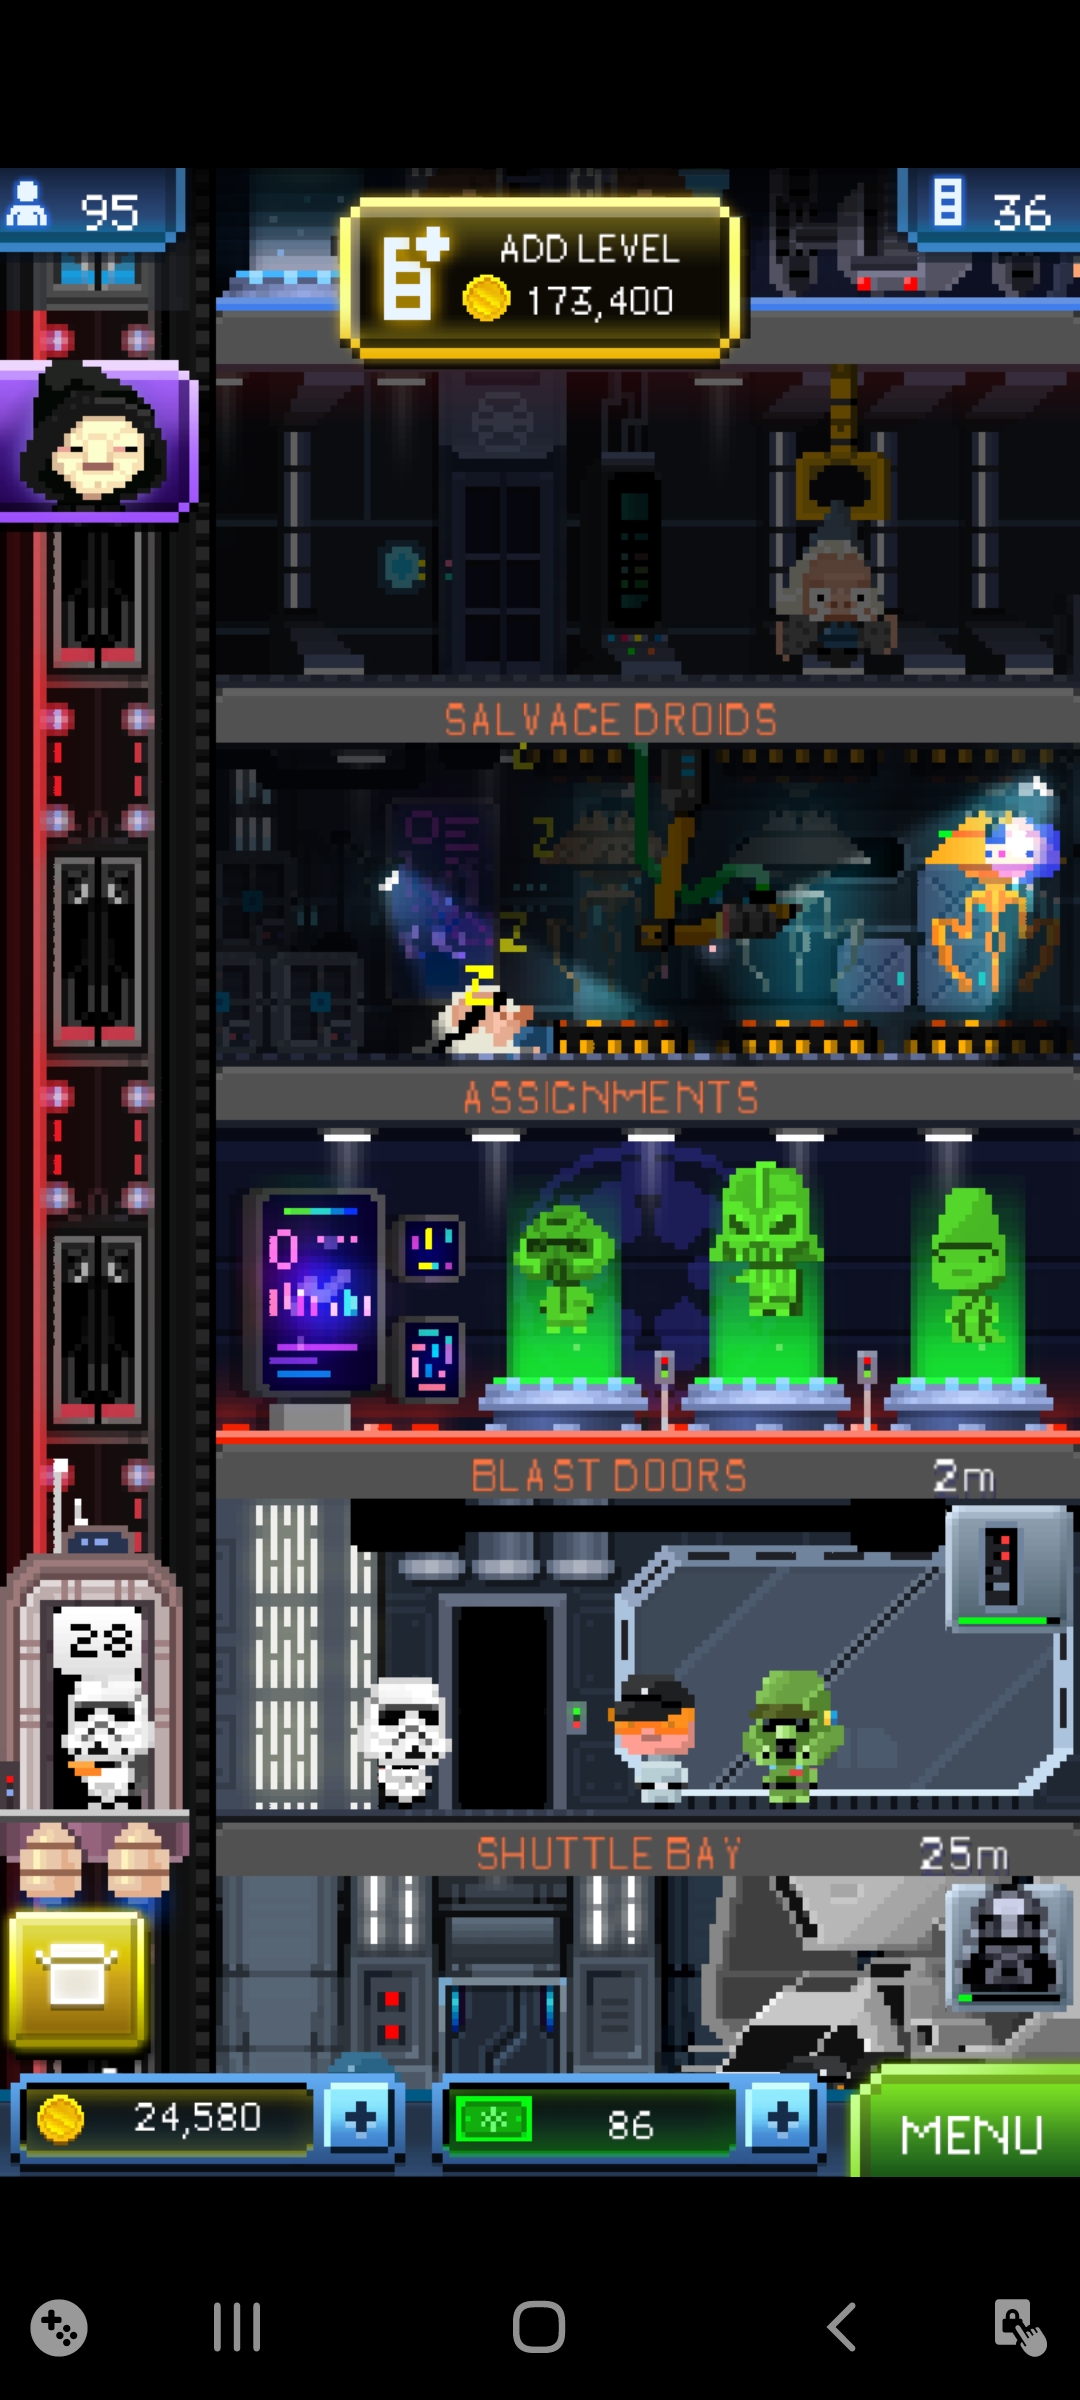 95
ADD LEVEL
173,400
36
SALVAGE DROIDS
Z
Z
Z
Z
ASSIGNMENTS
BLAST DOORS 2m
28
SHUTTLE BAY 25m
24,580
86
MENU